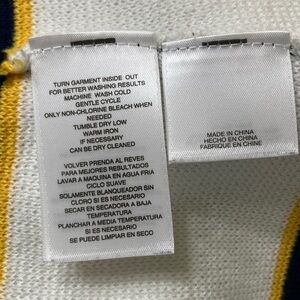 TURN GARMENT INSIDE OUT
FOR BETTER WASHING RESULTS
MACHINE WASH COLD
GENTLE CYCLE
ONLY NON-CHLORINE BLEACH WHEN
NEEDED
TUMBLE DRY LOW
WARM IRON
IF NECESSARY
CAN BE DRY CLEANED
VOLVER PRENDA AL REVES
PARA MEJORES RESULTADOS
LAVAR A MAQUINA EN AGUA FRIA
CICLO SUAVE
SOLAMENTE BLANQUEADOR SIN
CLORO SI ES NECESARIO
SECAR EN SECADORA A BAJA
TEMPERATURA
PLANCHAR A MEDIA TEMPERATURA
SI ES NECESARIO
SE PUEDE LIMPIAR EN SECO
MADE IN CHINA
HECHO EN CHINA
FABRIQUE EN CHINE